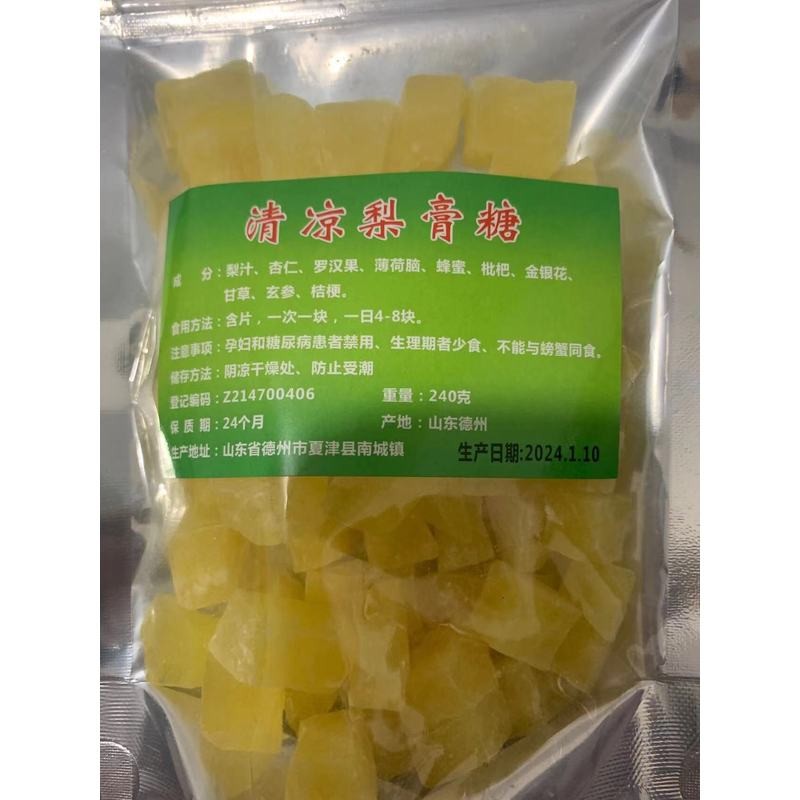 清凉梨膏糖
成 分：梨汁、杏仁、罗汉果、薄荷脑、蜂蜜、枇杷、金银花、
甘草、玄参、桔梗。
食用方法：含片，一次一块，一日4-8块。
注意事项：孕妇和糖尿病患者禁用、生理期者少食、不能与螃蟹同食。
储存方法：阴凉干燥处、防止受潮
登记编码：Z214700406 重量：240克
保 质 期：24个月 产地：山东德州
生产地址：山东省德州市夏津县南城镇 生产日期:2024.1.10